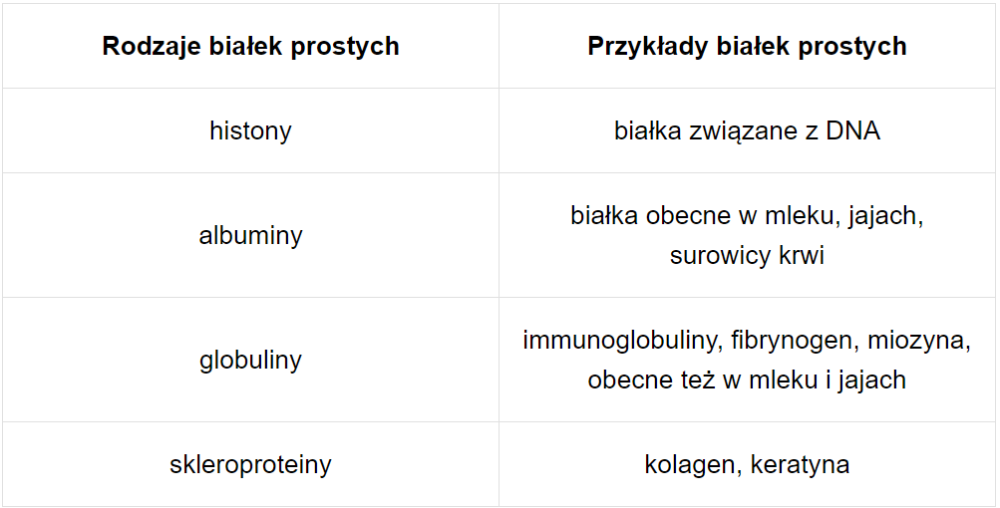 Rodzaje białek prostych
Przykłady białek prostych
histony
białka związane z DNA
albuminy
białka obecne w mleku, jajach,
surowicy krwi
globuliny
immunoglobuliny, fibrynogen, miozyna,
obecne też w mleku i jajach
skleroproteiny
kolagen, keratyna